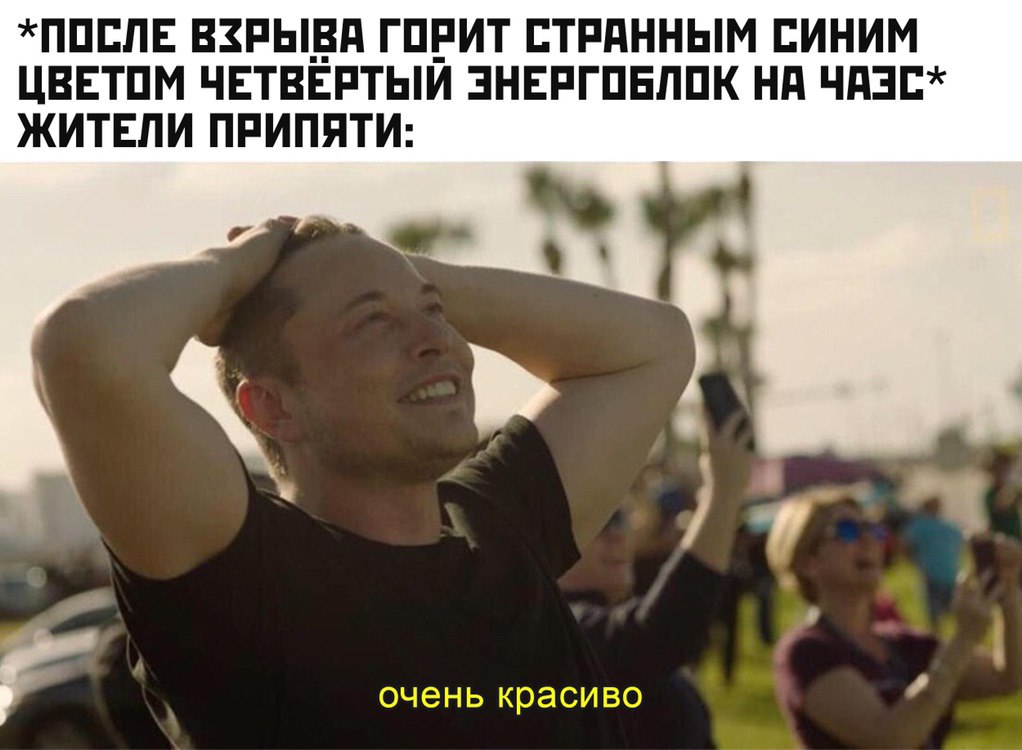 *ПОСЛЕ ВЗРЫВА ГОРИТ СТРАННЫМ СИНИМ
ЦВЕТОМ ЧЕТВЁРТЫЙ ЭНЕРГОБЛОК НА ЧАЭС*
ЖИТЕЛИ ПРИПЯТИ:
очень красиво